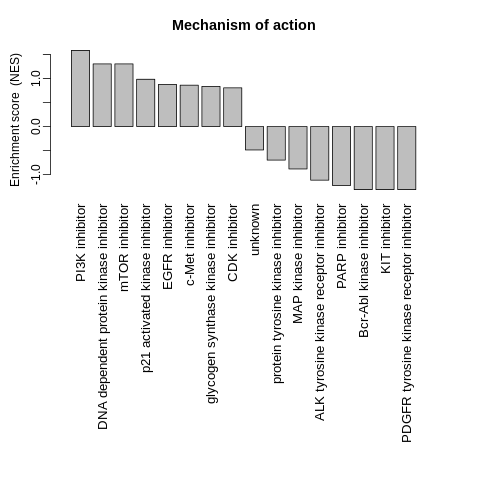 Mechanism of action
Enrichment score (NES)
1.0
0.0
-1.0
PI3K inhibitor
DNA dependent protein kinase inhibitor
mTOR inhibitor
p21 activated kinase inhibitor
EGFR inhibitor
c-Met inhibitor
glycogen synthase kinase inhibitor
CDK inhibitor
unknown
protein tyrosine kinase inhibitor
MAP kinase inhibitor
ALK tyrosine kinase receptor inhibitor
PARP inhibitor
Bcr-Abl kinase inhibitor
KIT inhibitor
PDGFR tyrosine kinase receptor inhibitor